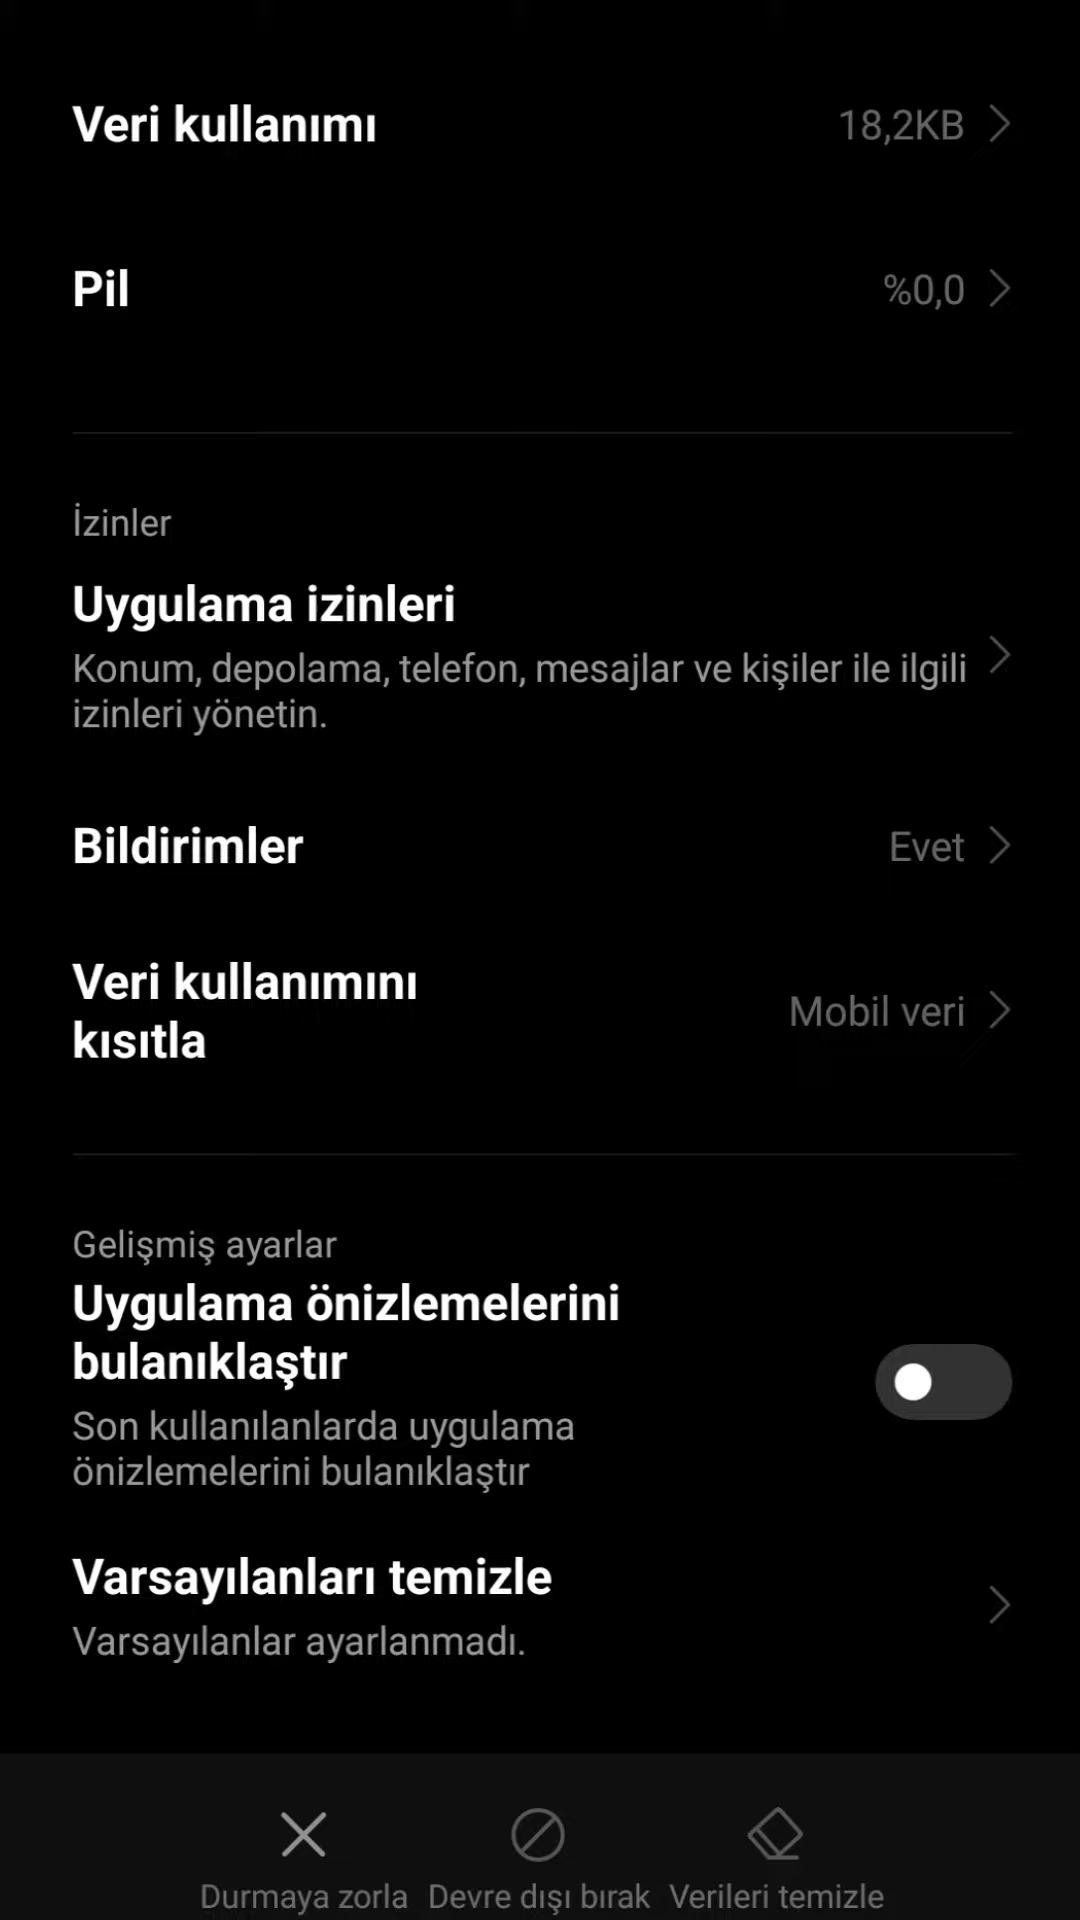 Veri kullanımı
18,2KB
Pil
%0,0
İzinler
Uygulama izinleri
Konum, depolama, telefon, mesajlar ve kişiler ile ilgili
izinleri yönetin.
Bildirimler
Evet
Veri kullanımını
kısıtla
Mobil veri
Gelişmiş ayarlar
Uygulama önizlemelerini
bulanıklaştır
Son kullanılanlarda uygulama
önizlemelerini bulanıklaştır
Varsayılanları temizle
Varsayılanlar ayarlanmadı.
Durmaya zorla
Devre dışı bırak
Verileri temizle